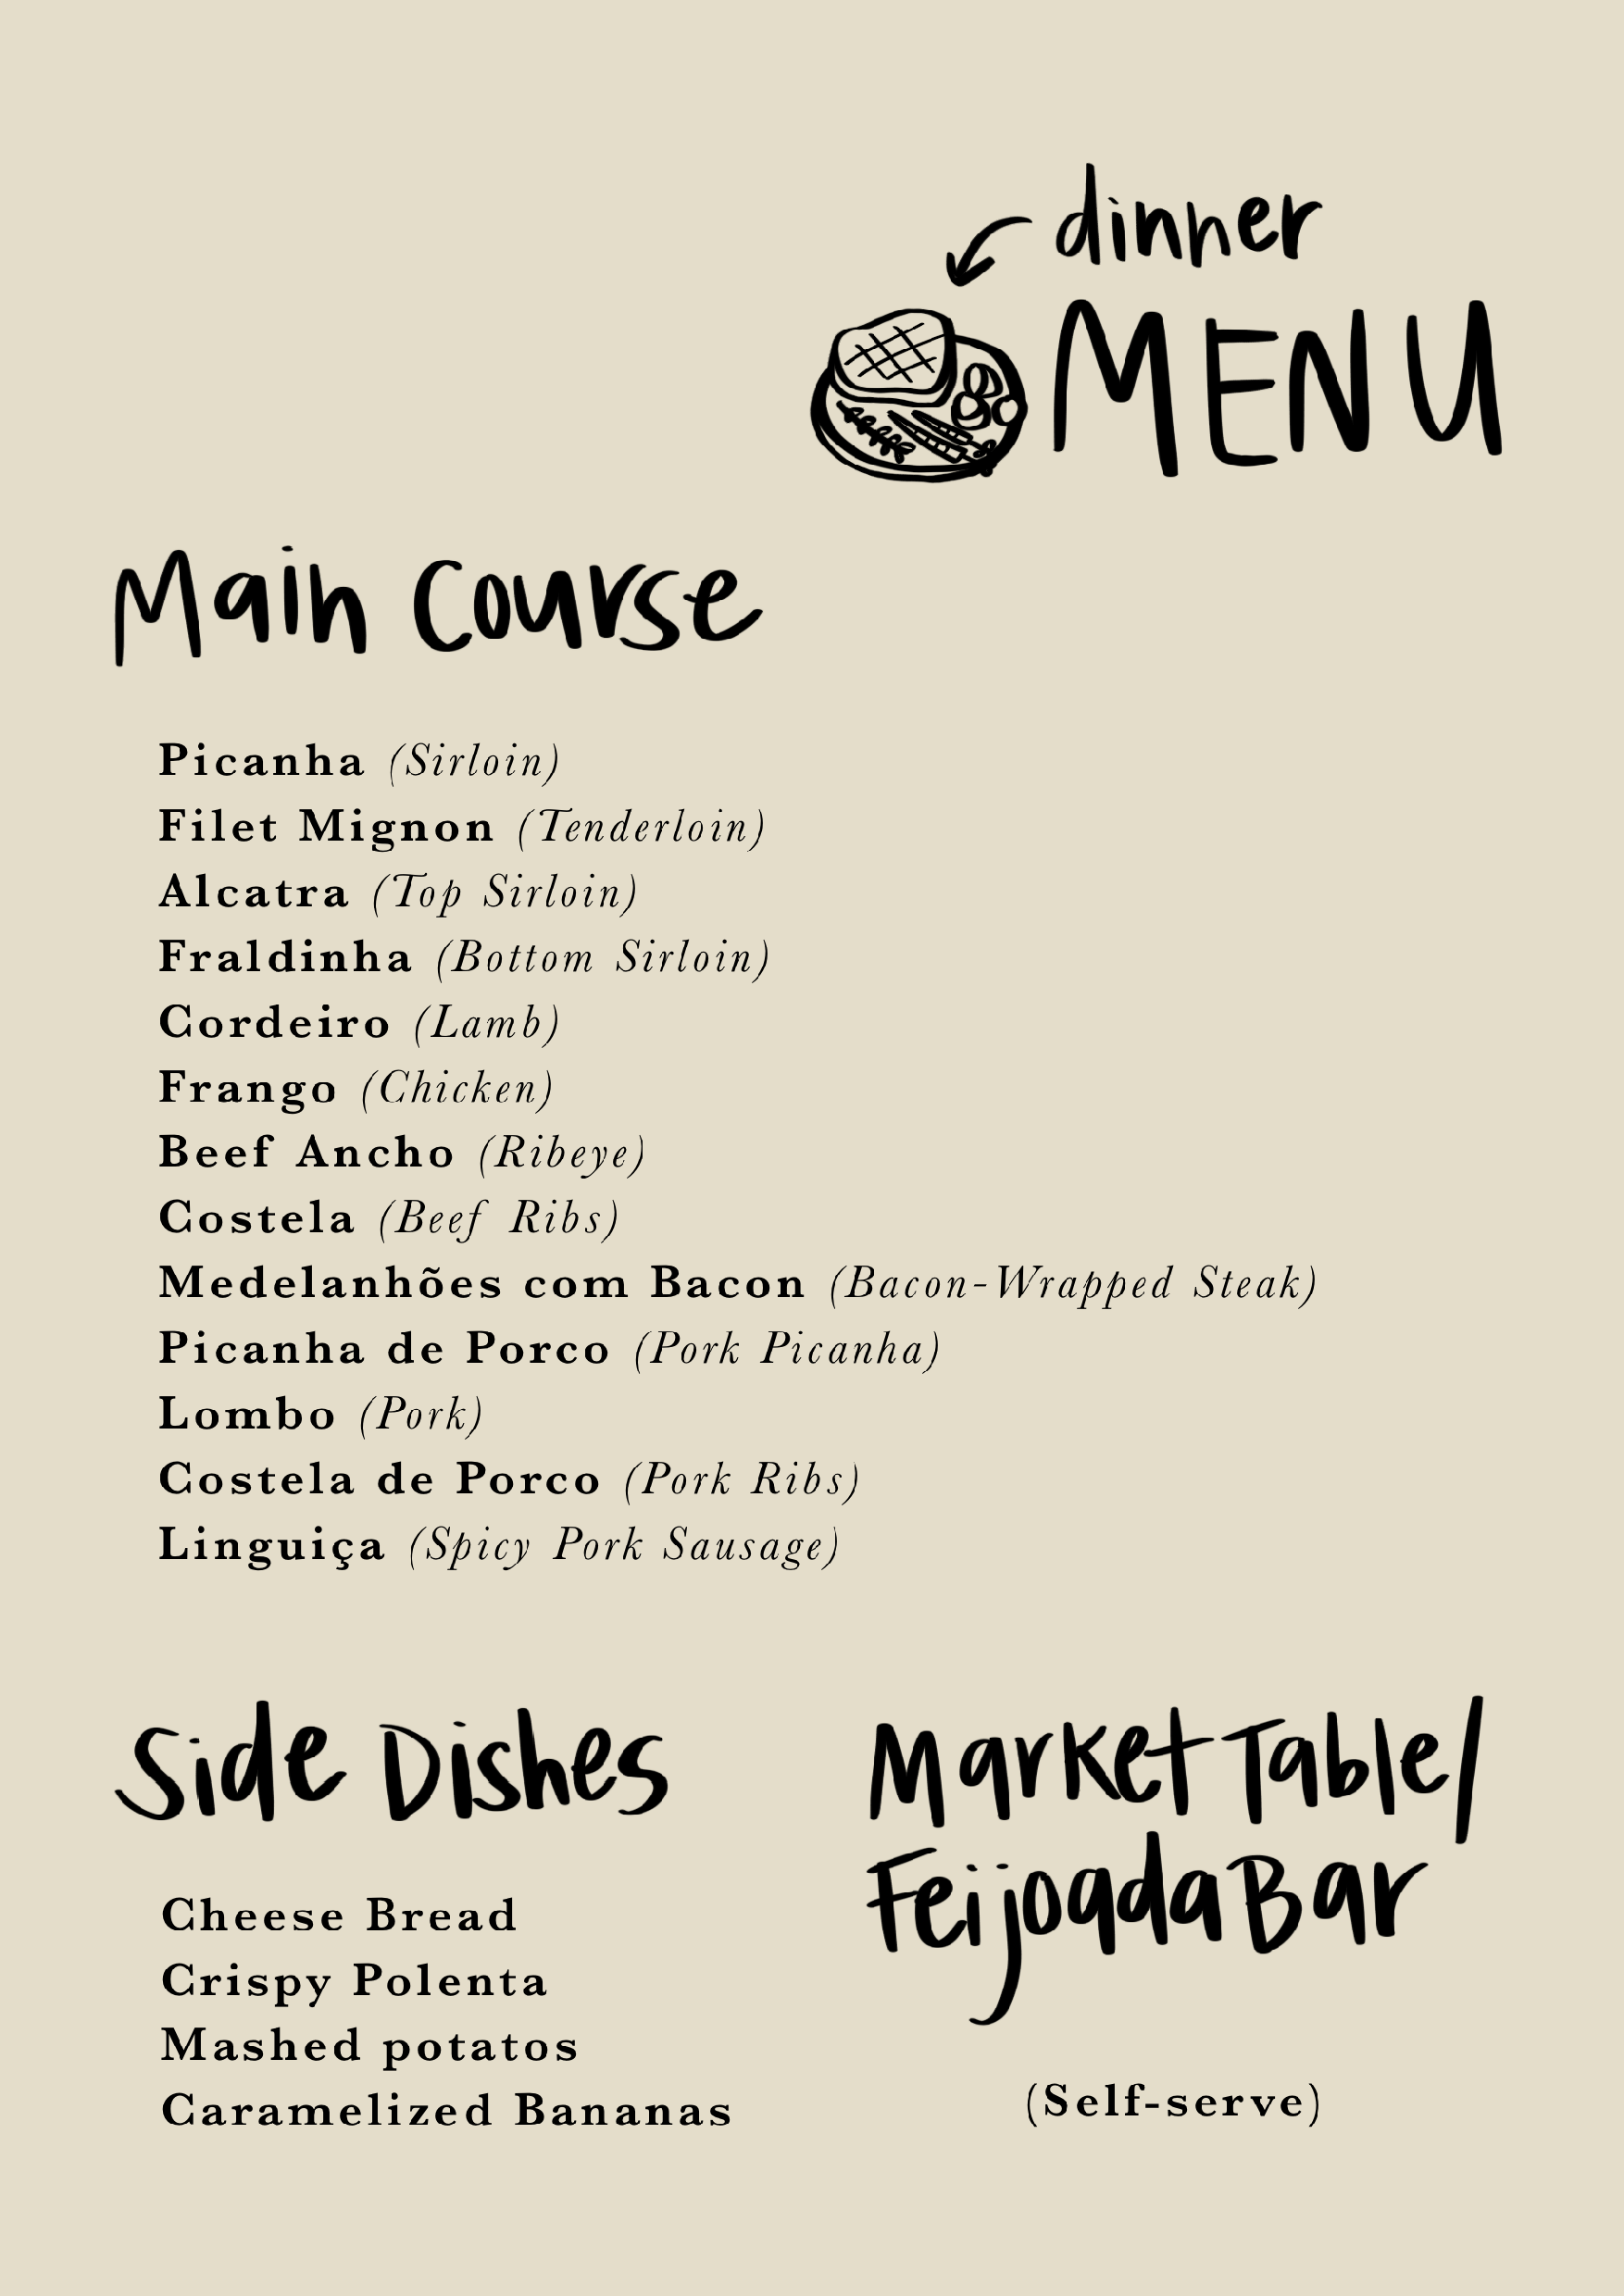 dinner
MENU
Main Course
Picanha (Sirloin)
Filet Mignon (Tenderloin)
Alcatra (Top Sirloin)
Fraldinha (Bottom Sirloin)
Cordeiro (Lamb)
Frango (Chicken)
Beef Ancho (Ribeye)
Costela (Beef Ribs)
Medelanhões com Bacon (Bacon-Wrapped Steak)
Picanha de Porco (Pork Picanha)
Lombo (Pork)
Costela de Porco (Pork Ribs)
Linguiça (Spicy Pork Sausage)
Side Dishes
Cheese Bread
Crispy Polenta
Mashed potatos
Caramelized Bananas
Market Table/
Feijoada Bar
(Self-serve)